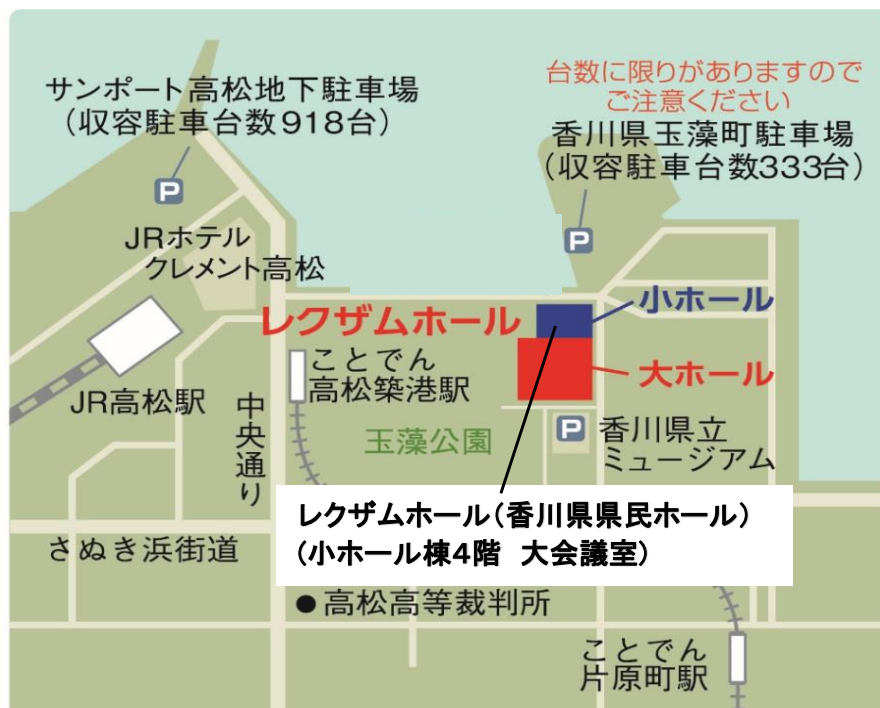 サンポート高松地下駐車場
(収容駐車台数918台)
P
台数に限りがありますので
ご注意ください
香川県玉藻町駐車場
(収容駐車台数333台)
P
JRホテル
クレメント高松
レクザムホール
小ホール
大ホール
ことでん
高松築港駅
JR高松駅
中央通り
玉藻公園
P
香川県立
ミュージアム
レクザムホール(香川県県民ホール)
(小ホール棟4階 大会議室)
さぬき浜街道
●高松高等裁判所
ことでん
片原町駅